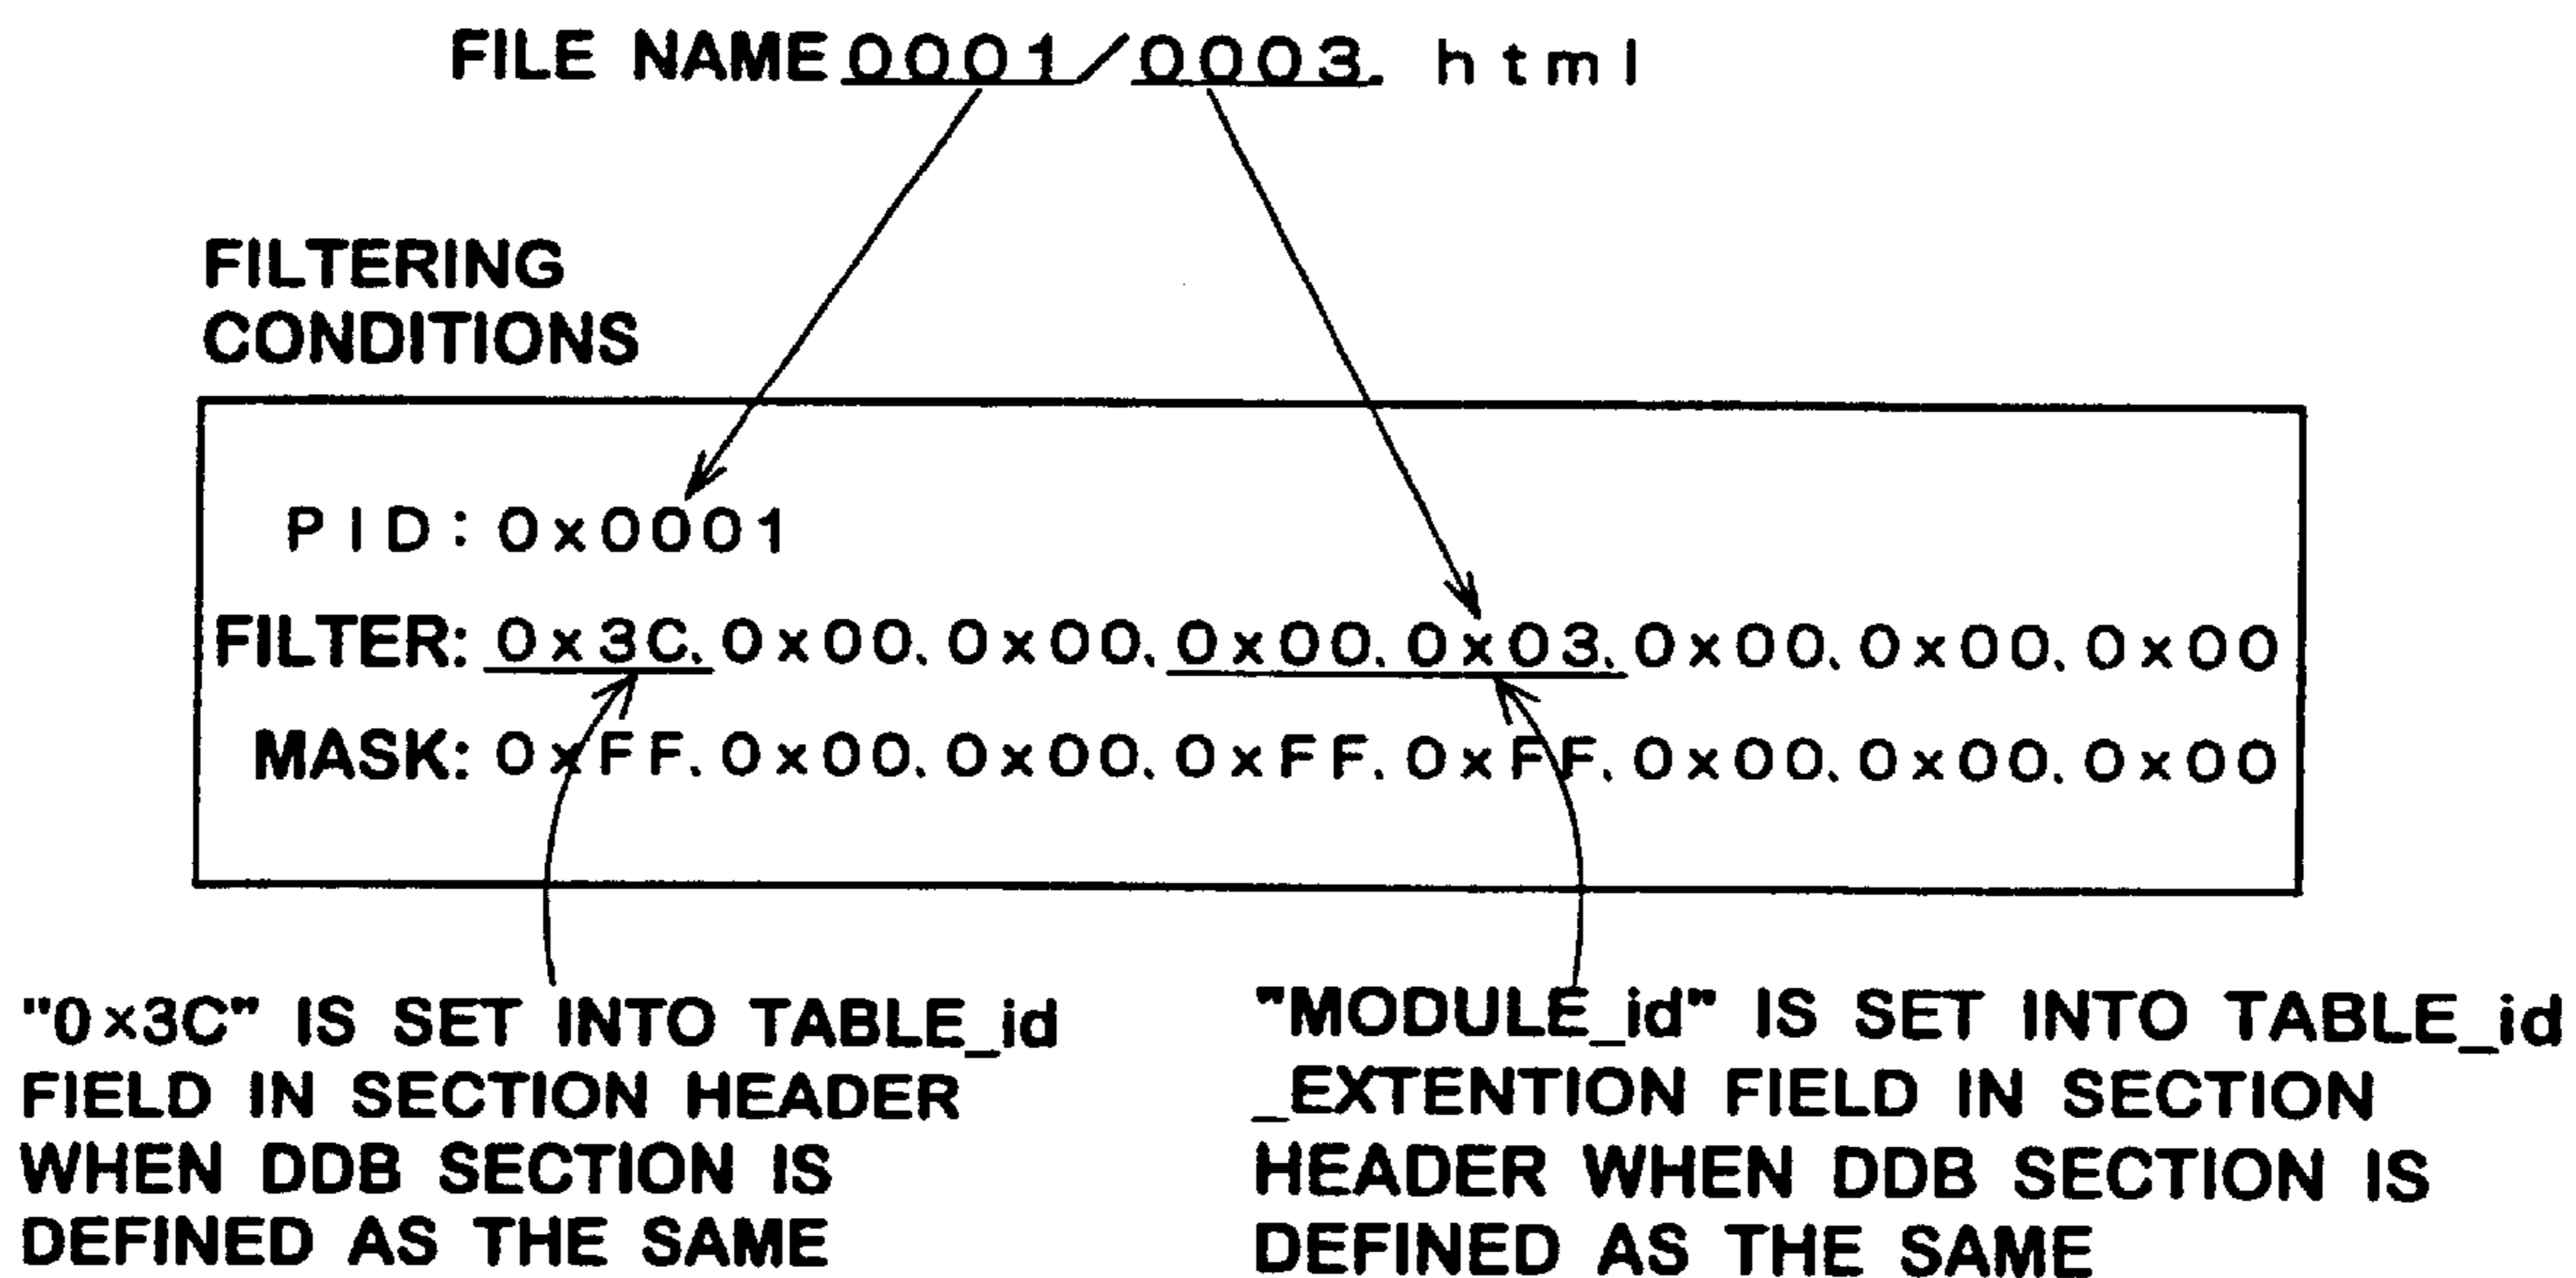 FILE NAME 0001/0003. html
FILTERING
CONDITIONS
PID: 0x0001
FILTER: 0x3C. 0x00. 0x00. 0x00. 0x03. 0x00. 0x00. 0x00
MASK: 0xFF. 0x00. 0x00. 0xFF. 0xFF. 0x00. 0x00. 0x00
"0x3C" IS SET INTO TABLE_id
FIELD IN SECTION HEADER
WHEN DDB SECTION IS
DEFINED AS THE SAME
"MODULE_id" IS SET INTO TABLE_id
_EXTENTION FIELD IN SECTION
HEADER WHEN DDB SECTION IS
DEFINED AS THE SAME